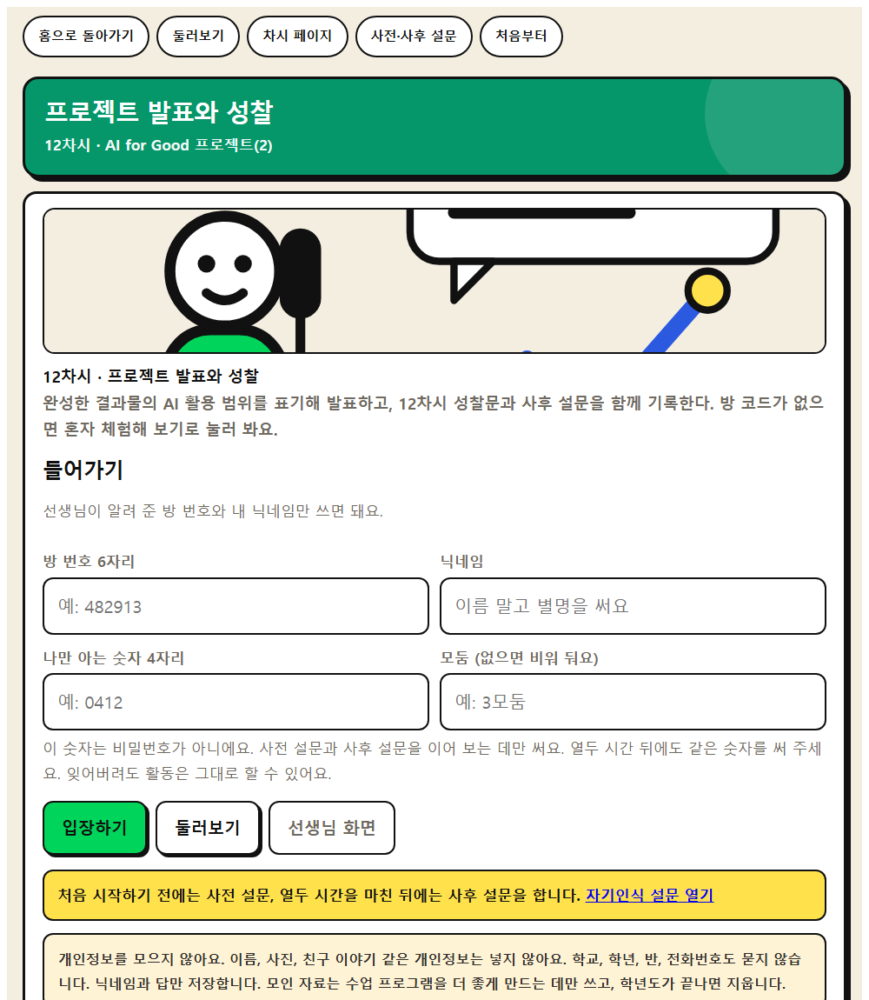 홈으로 돌아가기
둘러보기
차시 페이지
사전·사후 설문
처음부터
프로젝트 발표와 성찰
12차시 · AI for Good 프로젝트(2)
12차시 · 프로젝트 발표와 성찰
완성한 결과물의 AI 활용 범위를 표기해 발표하고, 12차시 성찰문과 사후 설문을 함께 기록한다. 방 코드가 없으
면 혼자 체험해 보기로 눌러 봐요.
들어가기
선생님이 알려 준 방 번호와 내 닉네임만 쓰면 돼요.
방 번호 6자리
닉네임
예: 482913
이름 말고 별명을 써요
나만 아는 숫자 4자리
모둠 (없으면 비워 둬요)
예: 0412
예: 3모둠
이 숫자는 비밀번호가 아니에요. 사전 설문과 사후 설문을 이어 보는 데만 써요. 열두 시간 뒤에도 같은 숫자를 써 주세
요. 잊어버려도 활동은 그대로 할 수 있어요.
입장하기
둘러보기
선생님 화면
처음 시작하기 전에는 사전 설문, 열두 시간을 마친 뒤에는 사후 설문을 합니다. 자기인식 설문 열기
개인정보를 모으지 않아요. 이름, 사진, 친구 이야기 같은 개인정보는 넣지 않아요. 학교, 학년, 반, 전화번호도 묻지 않습
니다. 닉네임과 답만 저장합니다. 모인 자료는 수업 프로그램을 더 좋게 만드는 데만 쓰고, 학년도가 끝나면 지웁니다.